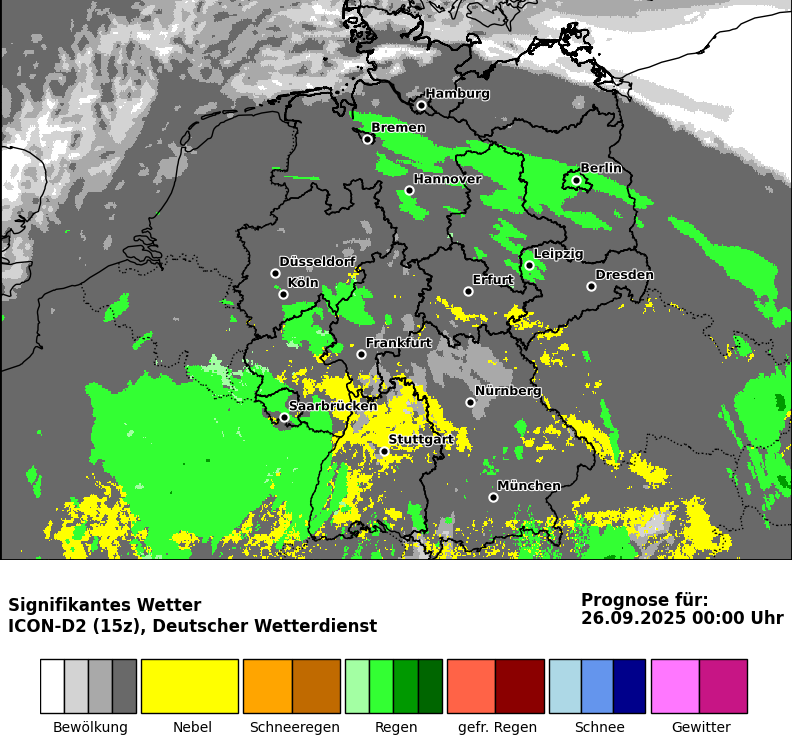 Hamburg
Bremen
Berlin
Hannover
Leipzig
Düsseldorf
Dresden
Erfurt
Köln
Frankfurt
Nürnberg
Saarbrücken
Stuttgart
München
Signifikantes Wetter
ICON-D2 (15z), Deutscher Wetterdienst
Prognose für:
26.09.2025 00:00 Uhr
Bewölkung Nebel Schneeregen Regen gefr. Regen Schnee Gewitter